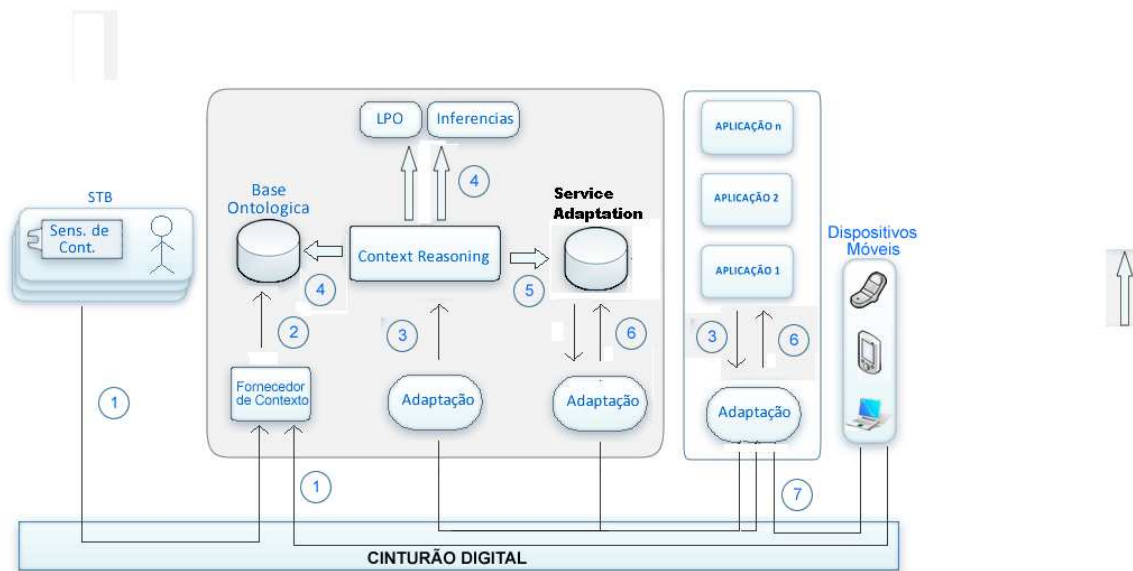 LPO
Inferencias
4
STB
Sens. de
Cont.
Base
Ontologica
Context Reasoning
Service
Adaptation
4
5
2
3
6
Fornecedor
de Contexto
Adaptação
Adaptação
1
1
APLICAÇÃO n
APLICAÇÃO 2
APLICAÇÃO 1
3
6
Adaptação
Dispositivos
Móveis
7
CINTURÃO DIGITAL